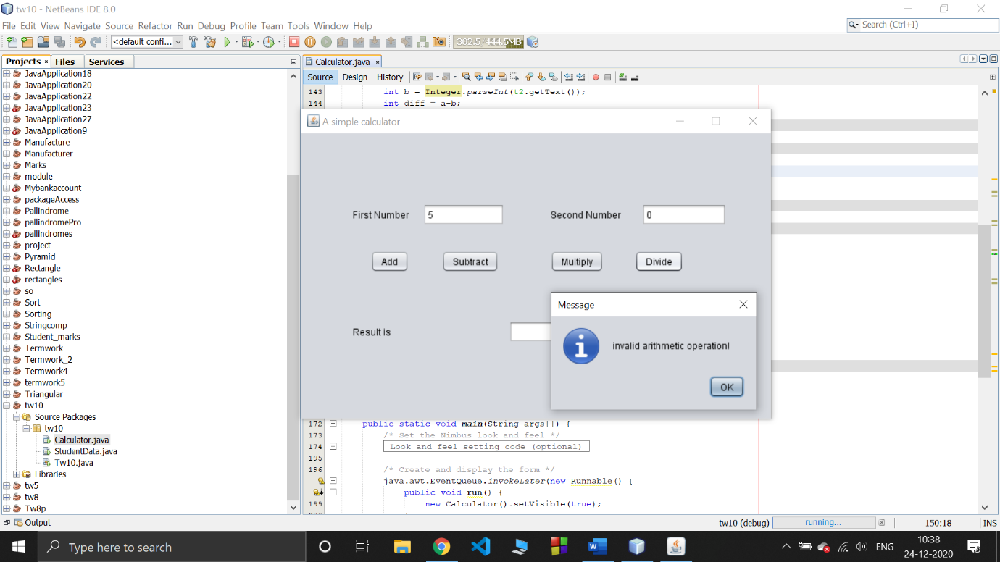 tw10 - NetBeans IDE 8.0
File Edit View Navigate Source Refactor Run Debug Profile Team Tools Window Help
Search (Ctrl+I)
<default confi...
302.5/444.5MB
Projects Files Services
Calculator.java
Source Design History
JavaApplication18
JavaApplication20
JavaApplication22
JavaApplication23
JavaApplication27
JavaApplication9
Manufacture
Manufacturer
Marks
module
Mybankaccount
packageAccess
Pallindrome
pallindromePro
pallindromes
project
Pyramid
Rectangle
rectangles
so
Sort
Sorting
Stringcomp
Student_marks
Termwork
Termwork_2
Termwork4
termwork5
Triangular
tw10
Source Packages
tw10
Calculator.java
StudentData.java
Tw10.java
Libraries
tw5
tw8
Tw8p
143 int b = Integer.parseInt(t2.getText());
144 int diff = a-b;
A simple calculator
First Number 5 Second Number 0
Add Subtract Multiply Divide
Result is
Message
invalid arithmetic operation!
OK
172 public static void main(String args[]) {
173 /* Set the Nimbus look and feel */
174 Look and feel setting code (optional)
195
196 /* Create and display the form */
java.awt.EventQueue.invokeLater(new Runnable() {
public void run() {
199 new Calculator().setVisible(true);
Output
tw10 (debug) running... 150:18 INS
Type here to search
ENG
10:38
24-12-2020